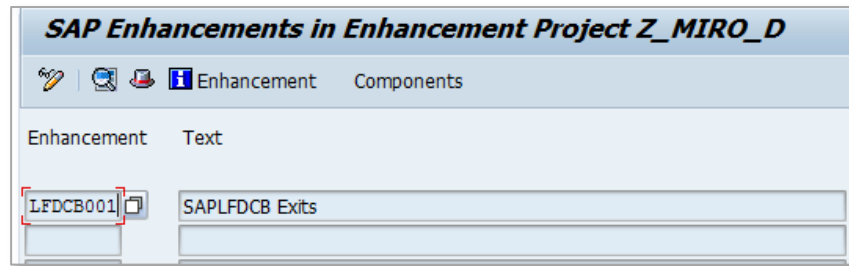 SAP Enhancements in Enhancement Project Z_MIRO_D
Enhancement Components
Enhancement Text
LFDCB001 SAPLFDCB Exits